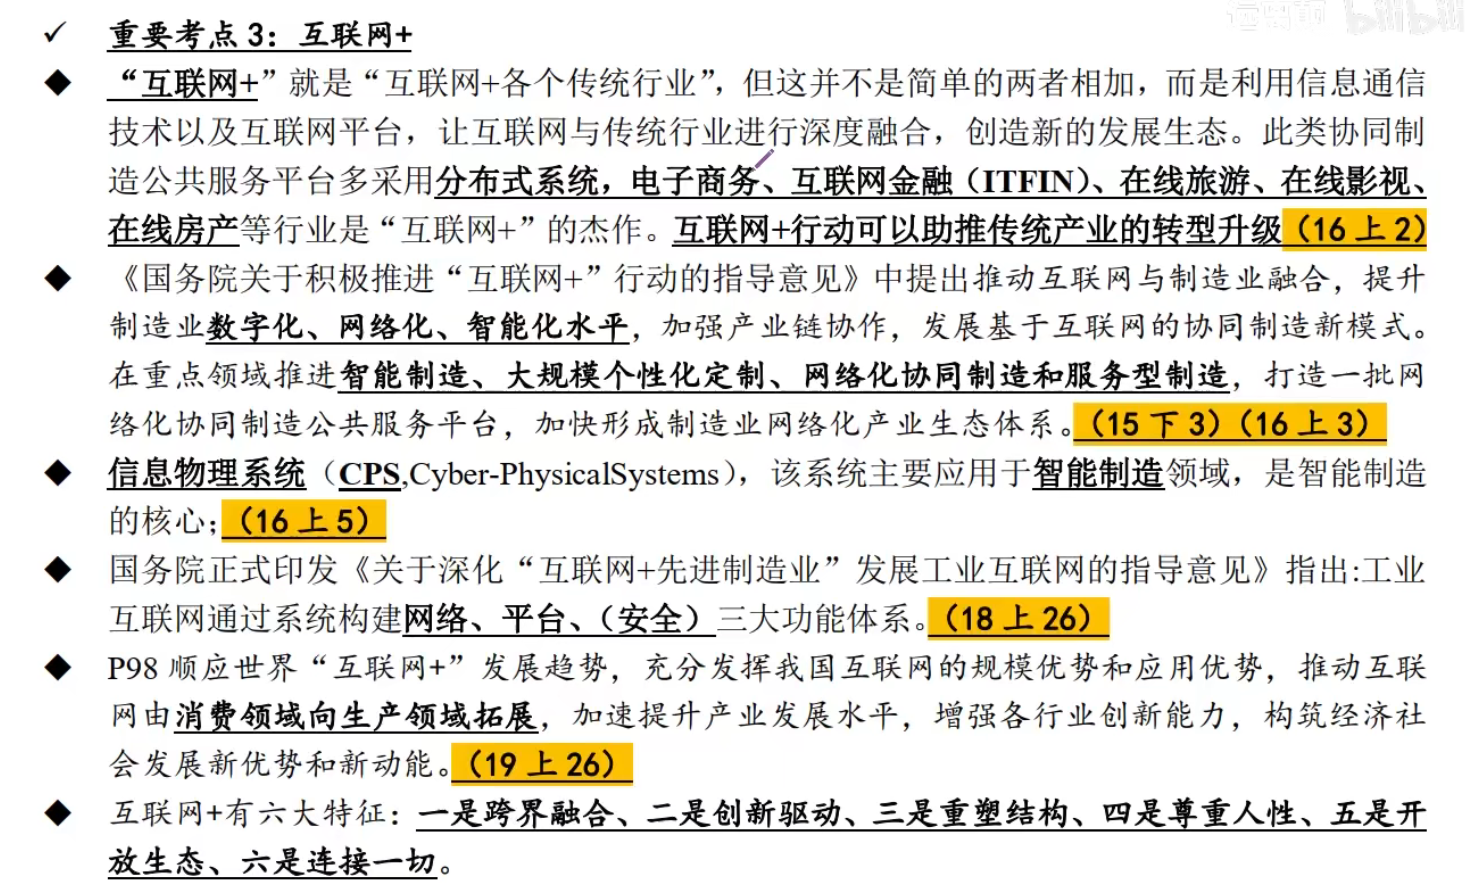 ✓ 重要考点 3：互联网+
◆ “互联网+”就是“互联网+各个传统行业”，但这并不是简单的两者相加，而是利用信息通信
技术以及互联网平台，让互联网与传统行业进行深度融合，创造新的发展生态。此类协同制
造公共服务平台多采用分布式系统，电子商务、互联网金融（ITFIN）、在线旅游、在线影视、
在线房产等行业是“互联网+”的杰作。互联网+行动可以助推传统产业的转型升级（16 上 2）
◆ 《国务院关于积极推进“互联网+”行动的指导意见》中提出推动互联网与制造业融合，提升
制造业数字化、网络化、智能化水平，加强产业链协作，发展基于互联网的协同制造新模式。
在重点领域推进智能制造、大规模个性化定制、网络化协同制造和服务型制造，打造一批网
络化协同制造公共服务平台，加快形成制造业网络化产业生态体系。（15 下 3）（16 上 3）
◆ 信息物理系统（CPS,Cyber-PhysicalSystems），该系统主要应用于智能制造领域，是智能制造
的核心；（16 上 5）
◆ 国务院正式印发《关于深化“互联网+先进制造业”发展工业互联网的指导意见》指出:工业
互联网通过系统构建网络、平台、（安全）三大功能体系。（18 上 26）
◆ P98 顺应世界“互联网+”发展趋势，充分发挥我国互联网的规模优势和应用优势，推动互联
网由消费领域向生产领域拓展，加速提升产业发展水平，增强各行业创新能力，构筑经济社
会发展新优势和新动能。（19 上 26）
◆ 互联网+有六大特征：一是跨界融合、二是创新驱动、三是重塑结构、四是尊重人性、五是开
放生态、六是连接一切。
bilibili